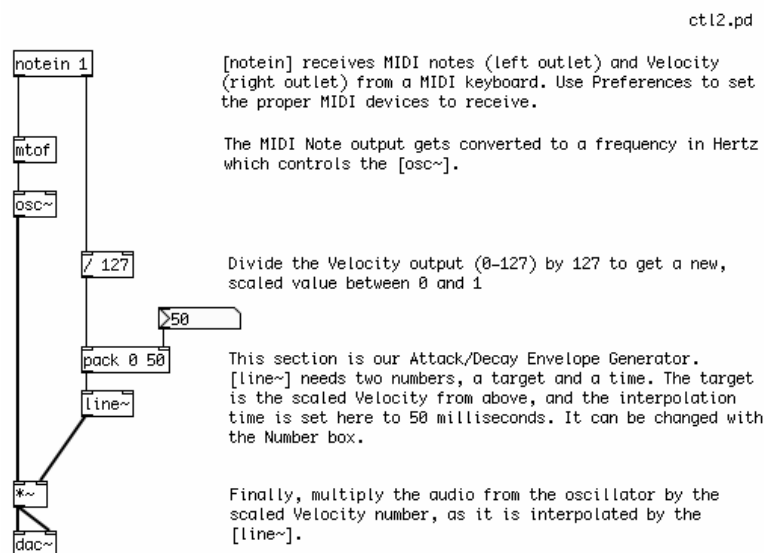 ctl2.pd
notein 1
[notein] receives MIDI notes (left outlet) and Velocity
(right outlet) from a MIDI keyboard. Use Preferences to set
the proper MIDI devices to receive.
mtof
The MIDI Note output gets converted to a frequency in Hertz
which controls the [osc~].
osc~
/ 127
Divide the Velocity output (0-127) by 127 to get a new,
scaled value between 0 and 1
50
pack 0 50
This section is our Attack/Decay Envelope Generator.
[line~] needs two numbers, a target and a time. The target
is the scaled Velocity from above, and the interpolation
time is set here to 50 milliseconds. It can be changed with
the Number box.
line~
*~
Finally, multiply the audio from the oscillator by the
scaled Velocity number, as it is interpolated by the
[line~].
dac~